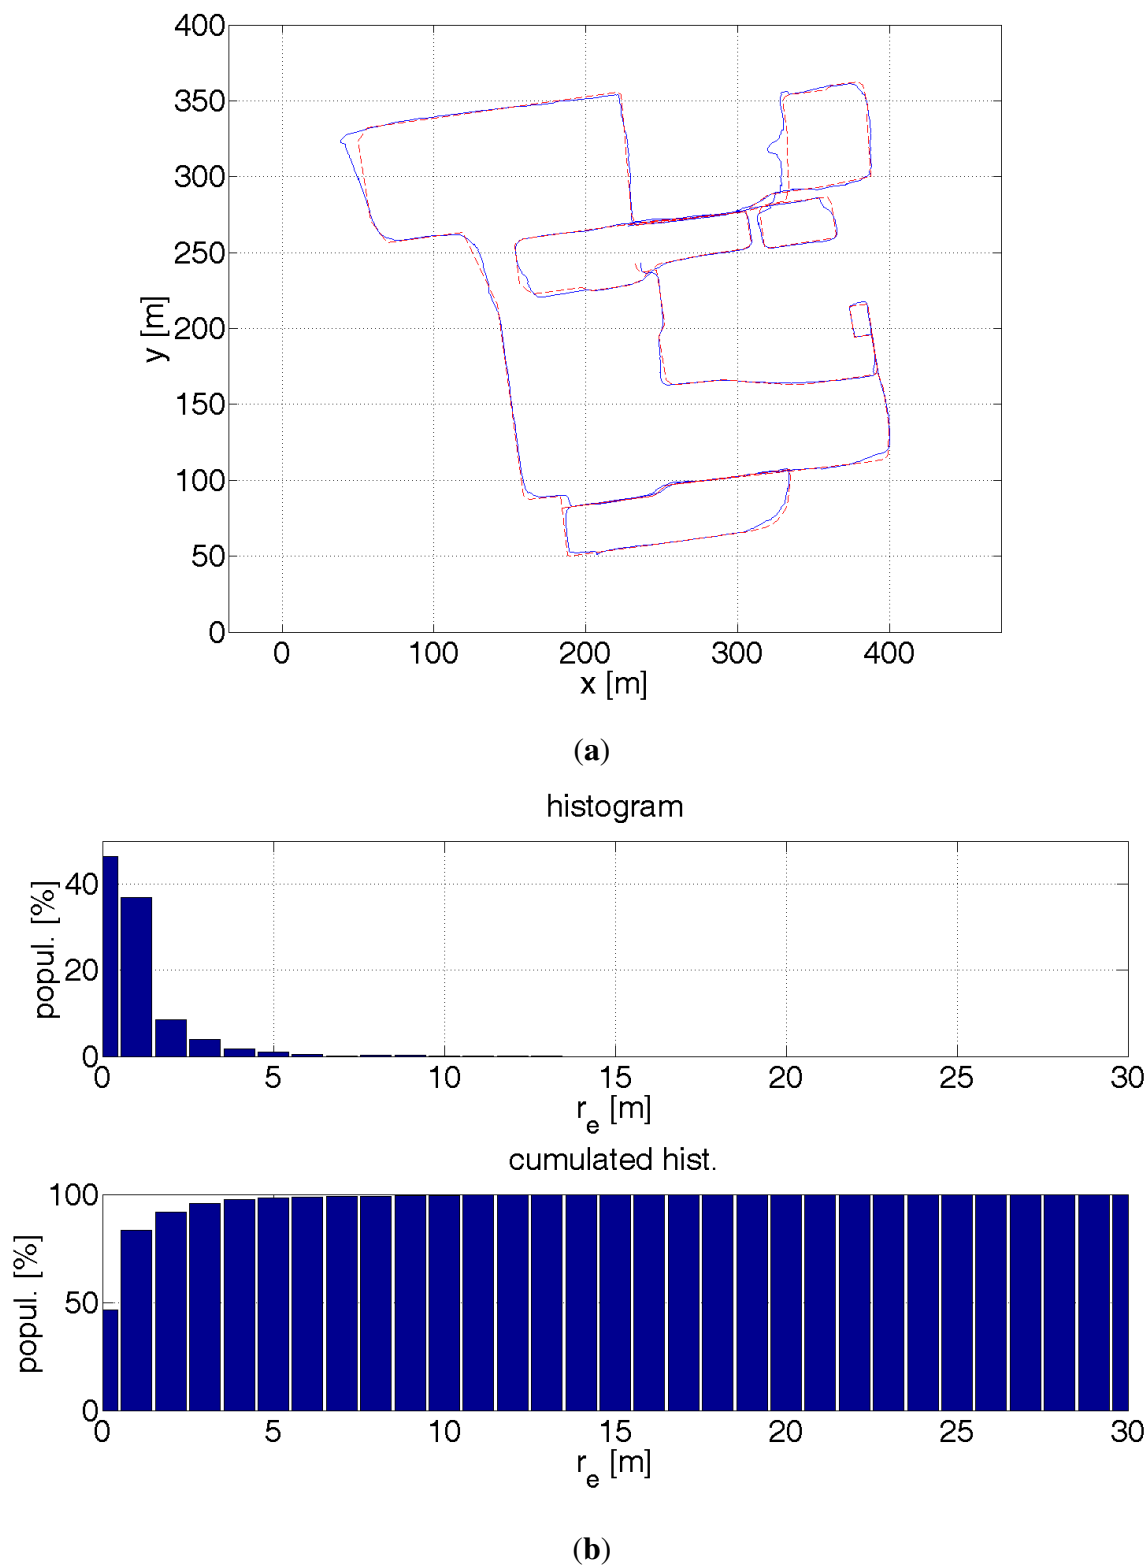 400
350
300
250
200
150
100
50
0
y [m]
0 100 200 300 400
x [m]
(a)
histogram
40
20
0
popul. [%]
0 5 10 15 20 25 30
r_e [m]
cumulated hist.
100
50
0
popul. [%]
0 5 10 15 20 25 30
r_e [m]
(b)